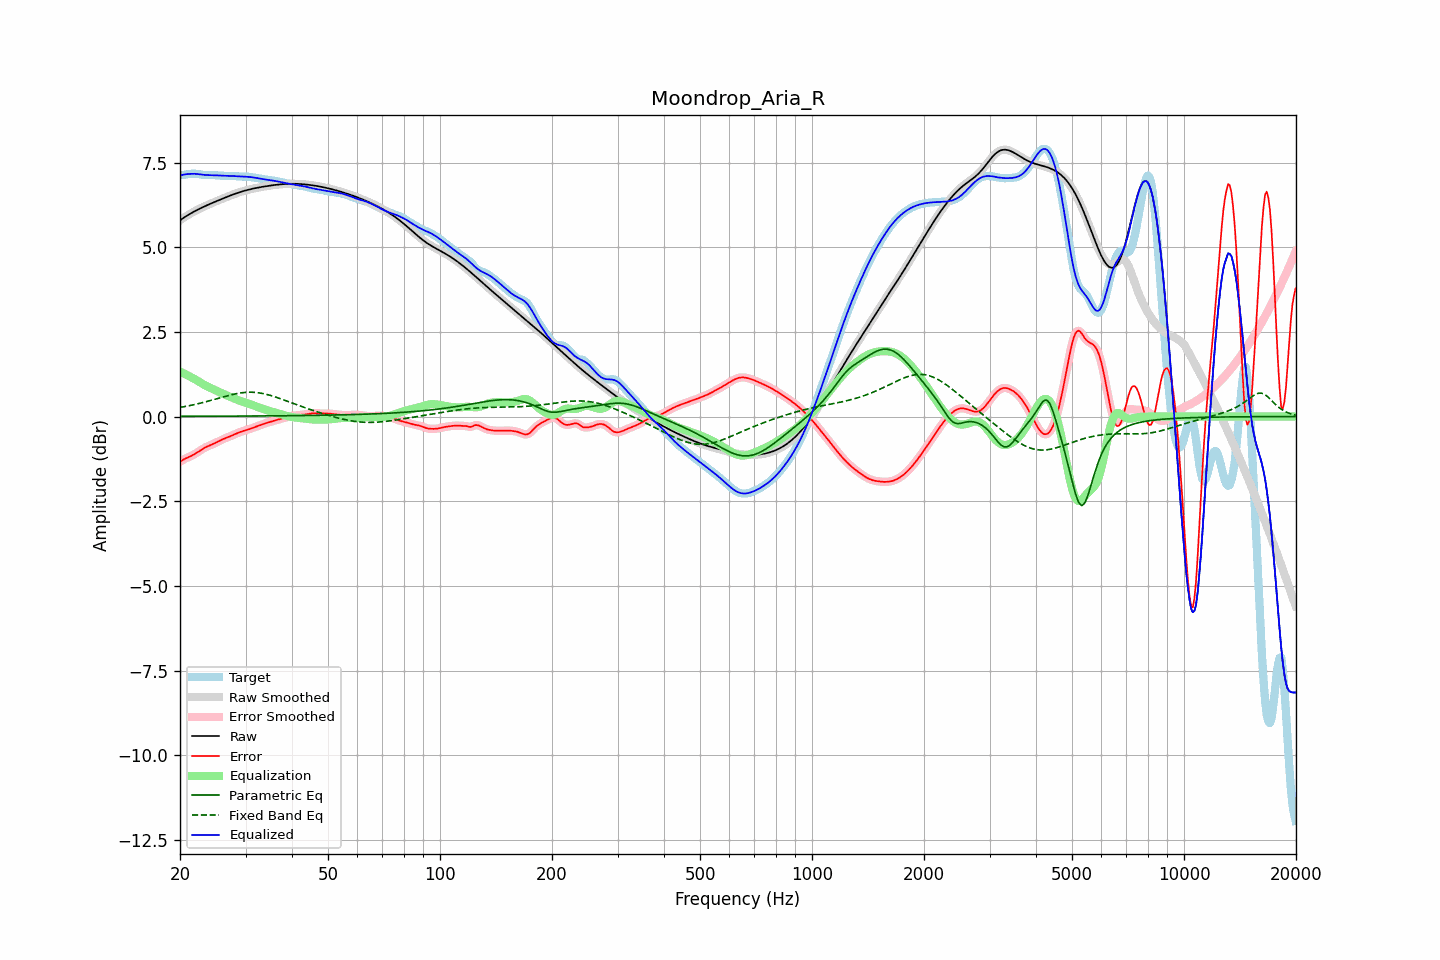 Moondrop_Aria_R
Amplitude (dBr)
7.5
5.0
2.5
0.0
−2.5
−5.0
−7.5
−10.0
−12.5
Target
Raw Smoothed
Error Smoothed
Raw
Error
Equalization
Parametric Eq
Fixed Band Eq
Equalized
20 50 100 200 500 1000 2000 5000 10000 20000
Frequency (Hz)